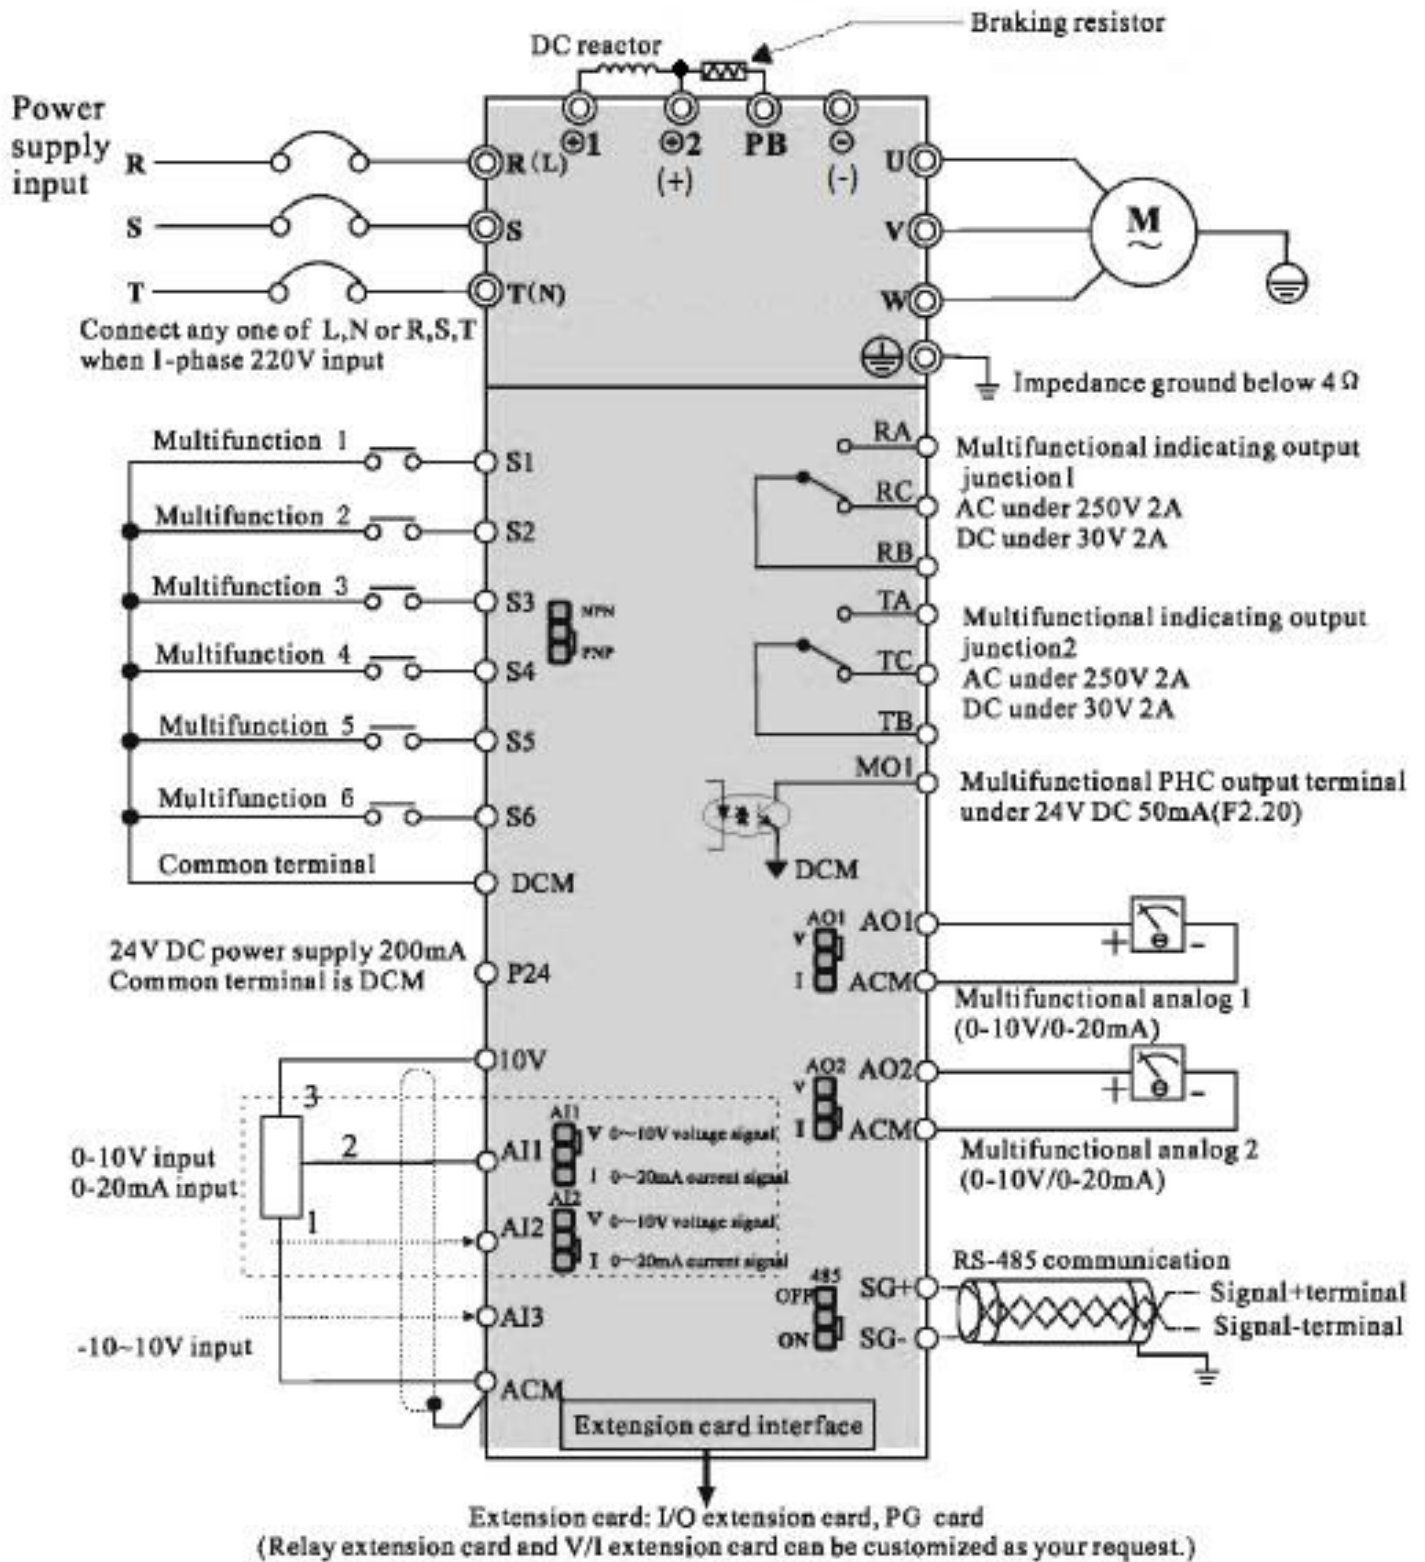 Braking resistor
DC reactor
Power
supply
input
R
S
T
R(L)
S
T(N)
⊕1
⊕2
(+)
PB
⊖
(-)
U
V
W
M
~
Connect any one of L,N or R,S,T
when I-phase 220V input
Impedance ground below 4Ω
Multifunction 1
S1
Multifunction 2
S2
Multifunction 3
S3
Multifunction 4
S4
Multifunction 5
S5
Multifunction 6
S6
Common terminal
DCM
NPN
PNP
RA
RC
RB
Multifunctional indicating output
junction1
AC under 250V 2A
DC under 30V 2A
TA
TC
TB
Multifunctional indicating output
junction2
AC under 250V 2A
DC under 30V 2A
MO1
DCM
Multifunctional PHC output terminal
under 24V DC 50mA(F2.20)
24V DC power supply 200mA
Common terminal is DCM
P24
AO1
V
I
AO1
ACM
+
-
Multifunctional analog 1
(0-10V/0-20mA)
AO2
V
I
AO2
ACM
+
-
Multifunctional analog 2
(0-10V/0-20mA)
10V
3
2
1
0-10V input
0-20mA input
AI1
AI1
V 0~10V voltage signal
I 0~20mA current signal
AI2
AI2
V 0~10V voltage signal
I 0~20mA current signal
AI3
-10~10V input
ACM
485
OFF
ON
SG+
SG-
RS-485 communication
Signal+terminal
Signal-terminal
Extension card interface
Extension card: I/O extension card, PG card
(Relay extension card and V/I extension card can be customized as your request.)